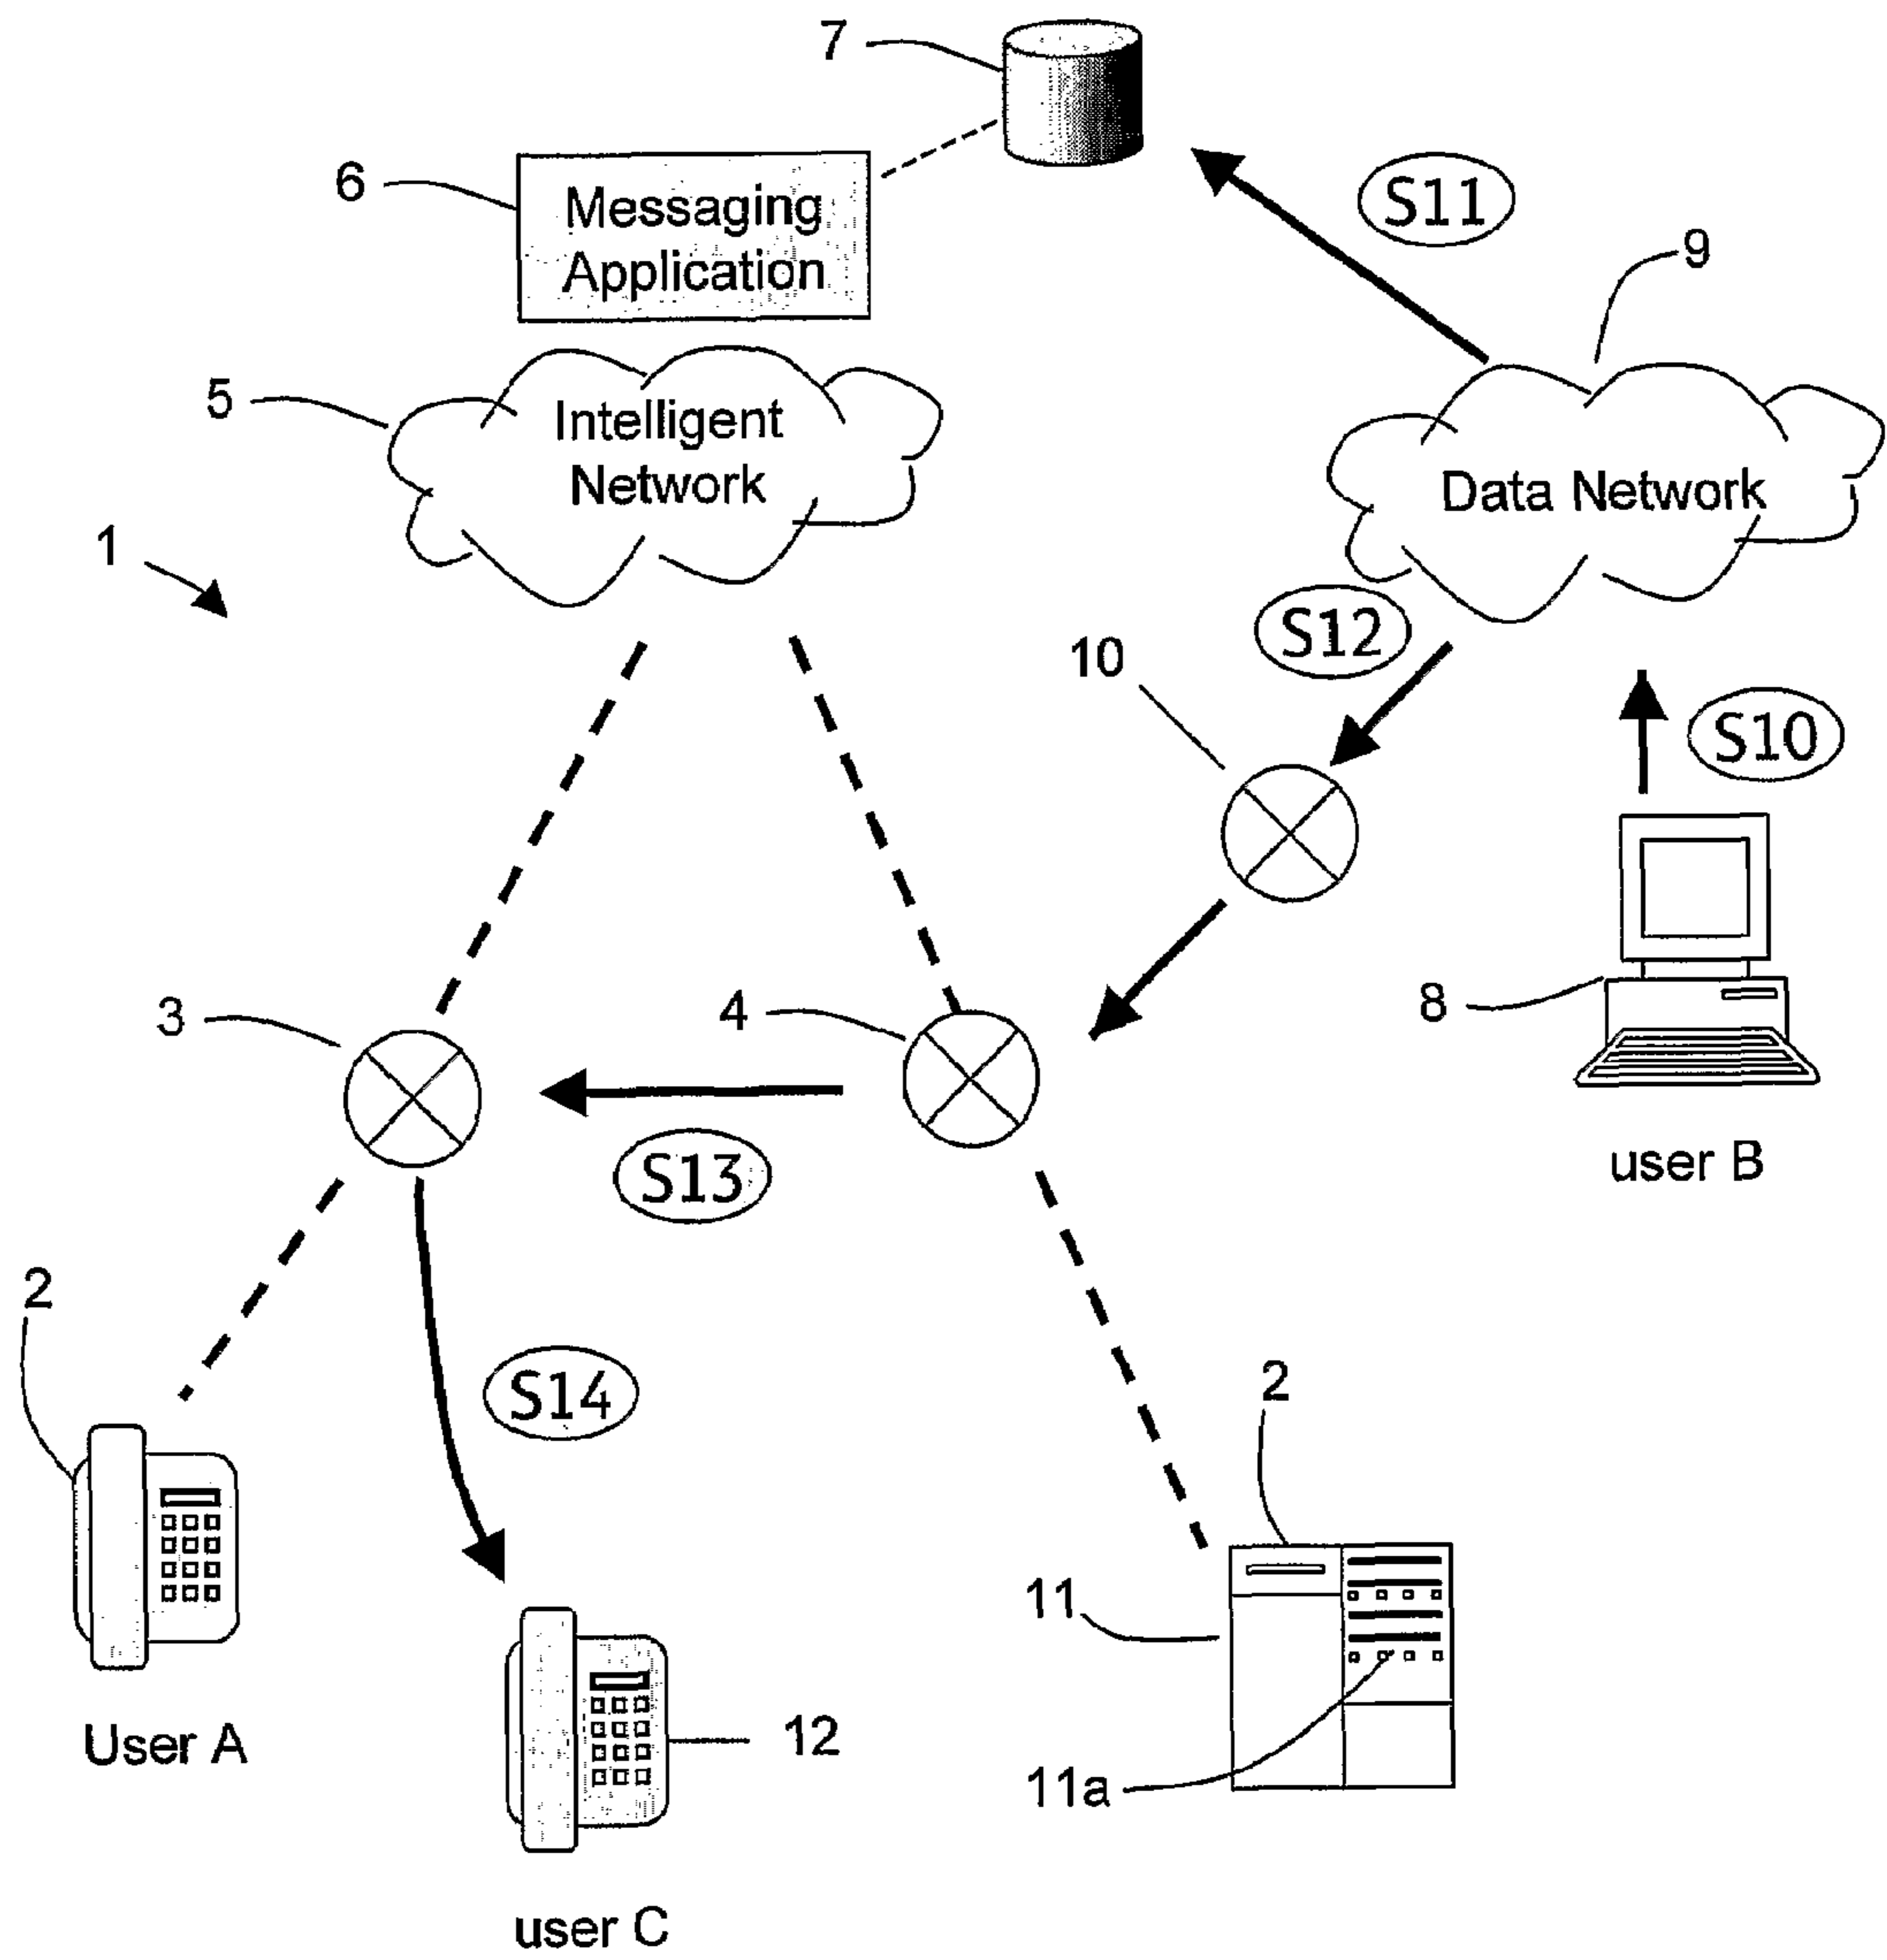 7
6
Messaging
Application
S11
9
5
Intelligent
Network
Data Network
1
S12
10
S10
3
4
8
S13
user B
2
S14
2
11
User A
12
11a
user C